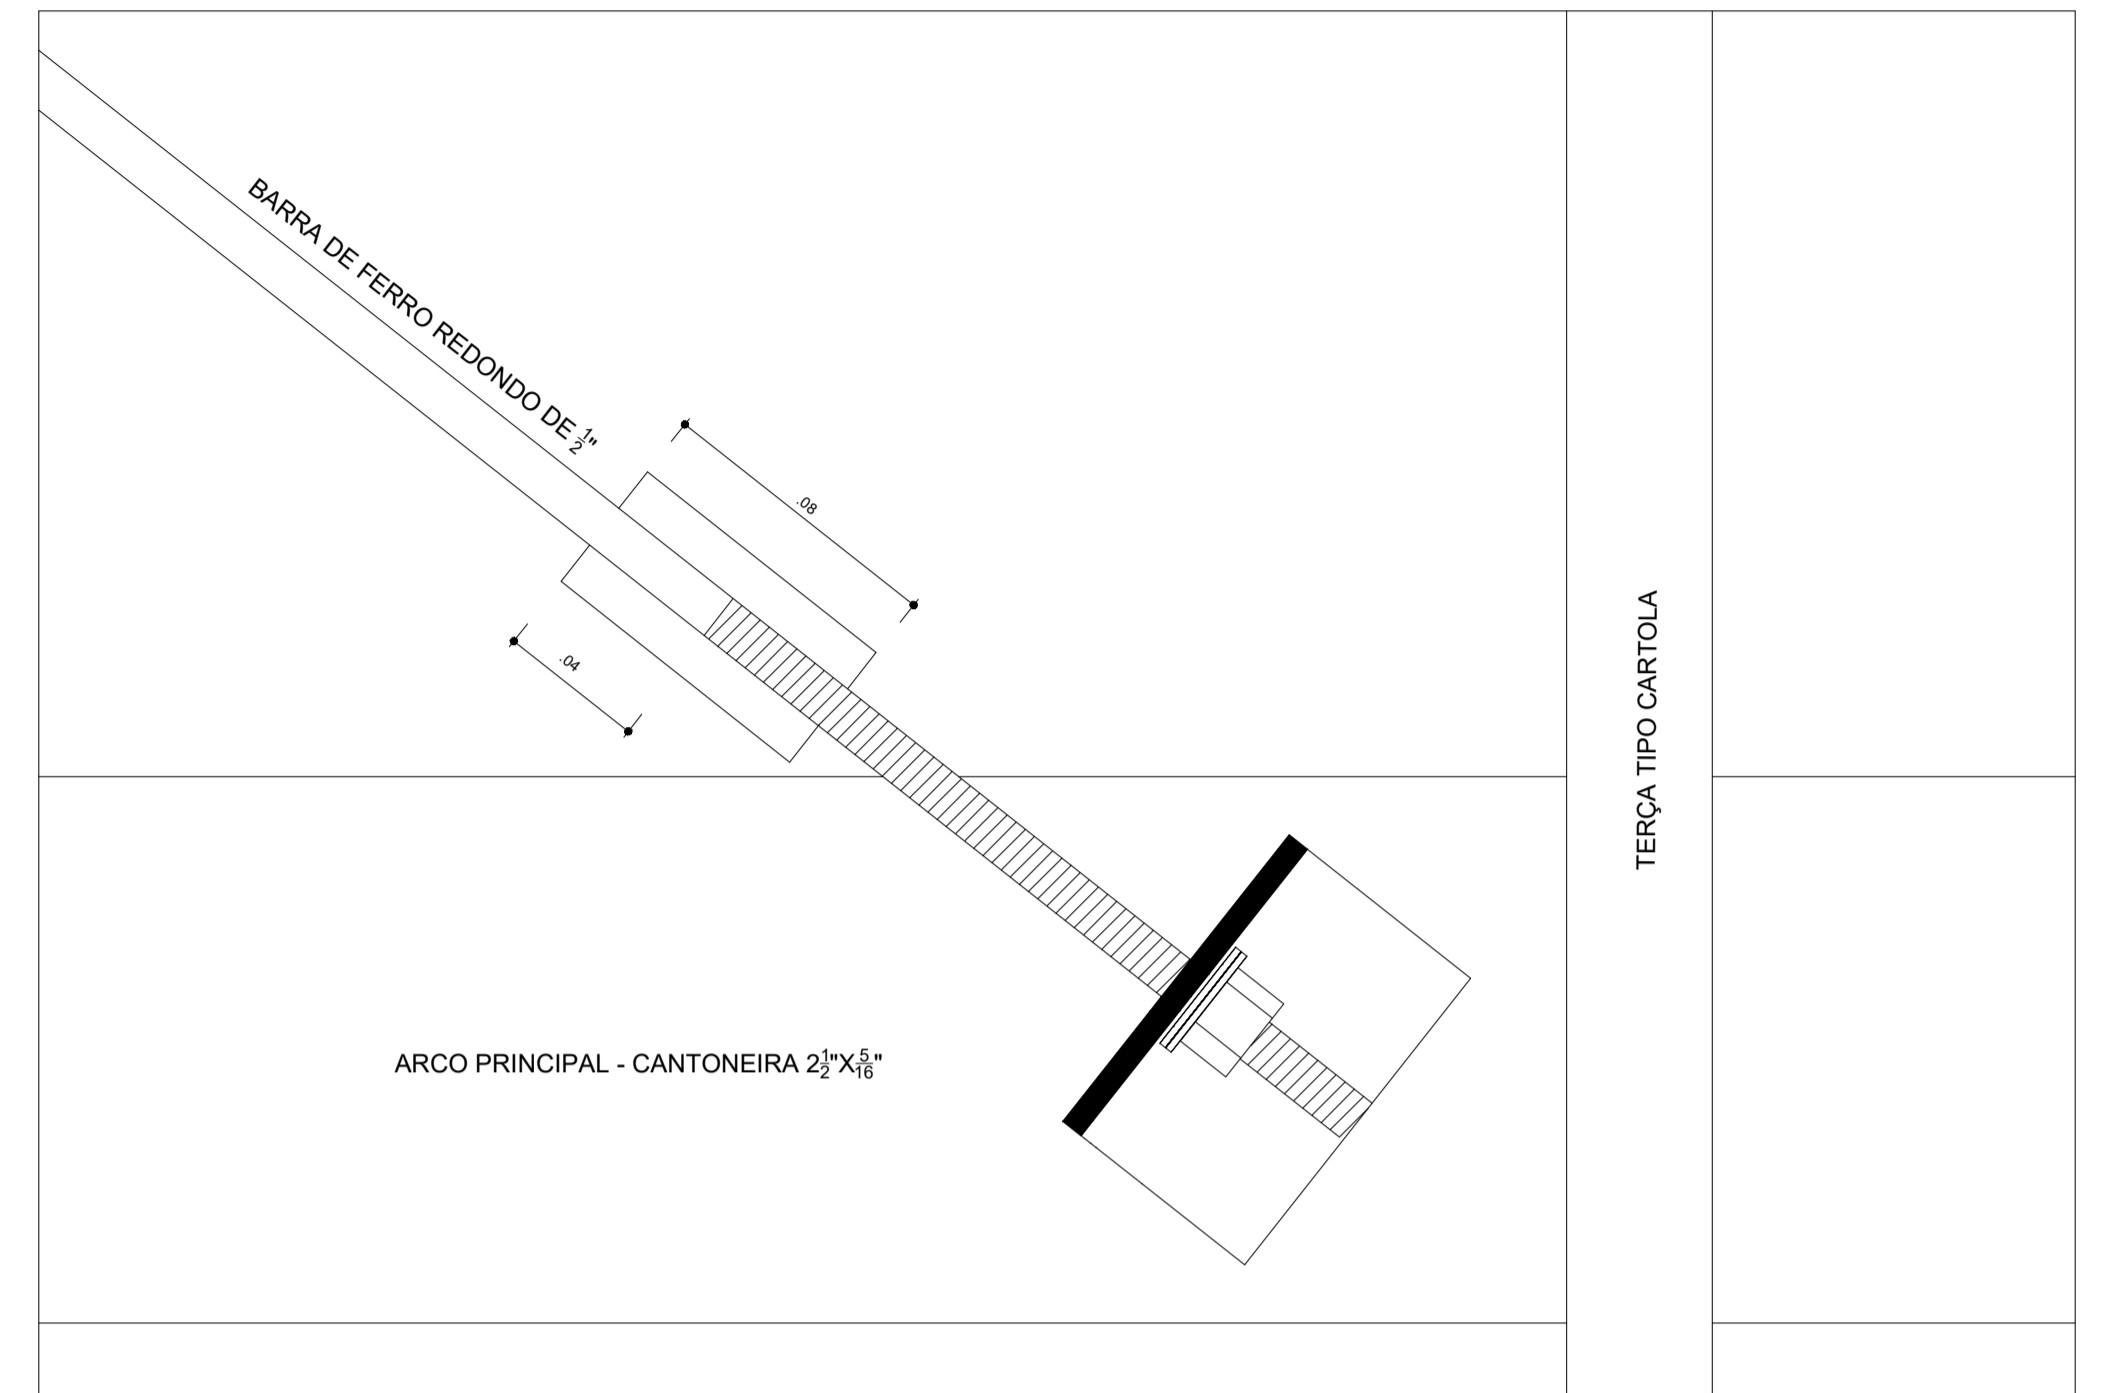 BARRA DE FERRO REDONDO DE 1/2"
.08
.04
TERÇA TIPO CARTOLA
ARCO PRINCIPAL - CANTONEIRA 2 1/2"X 5/16"